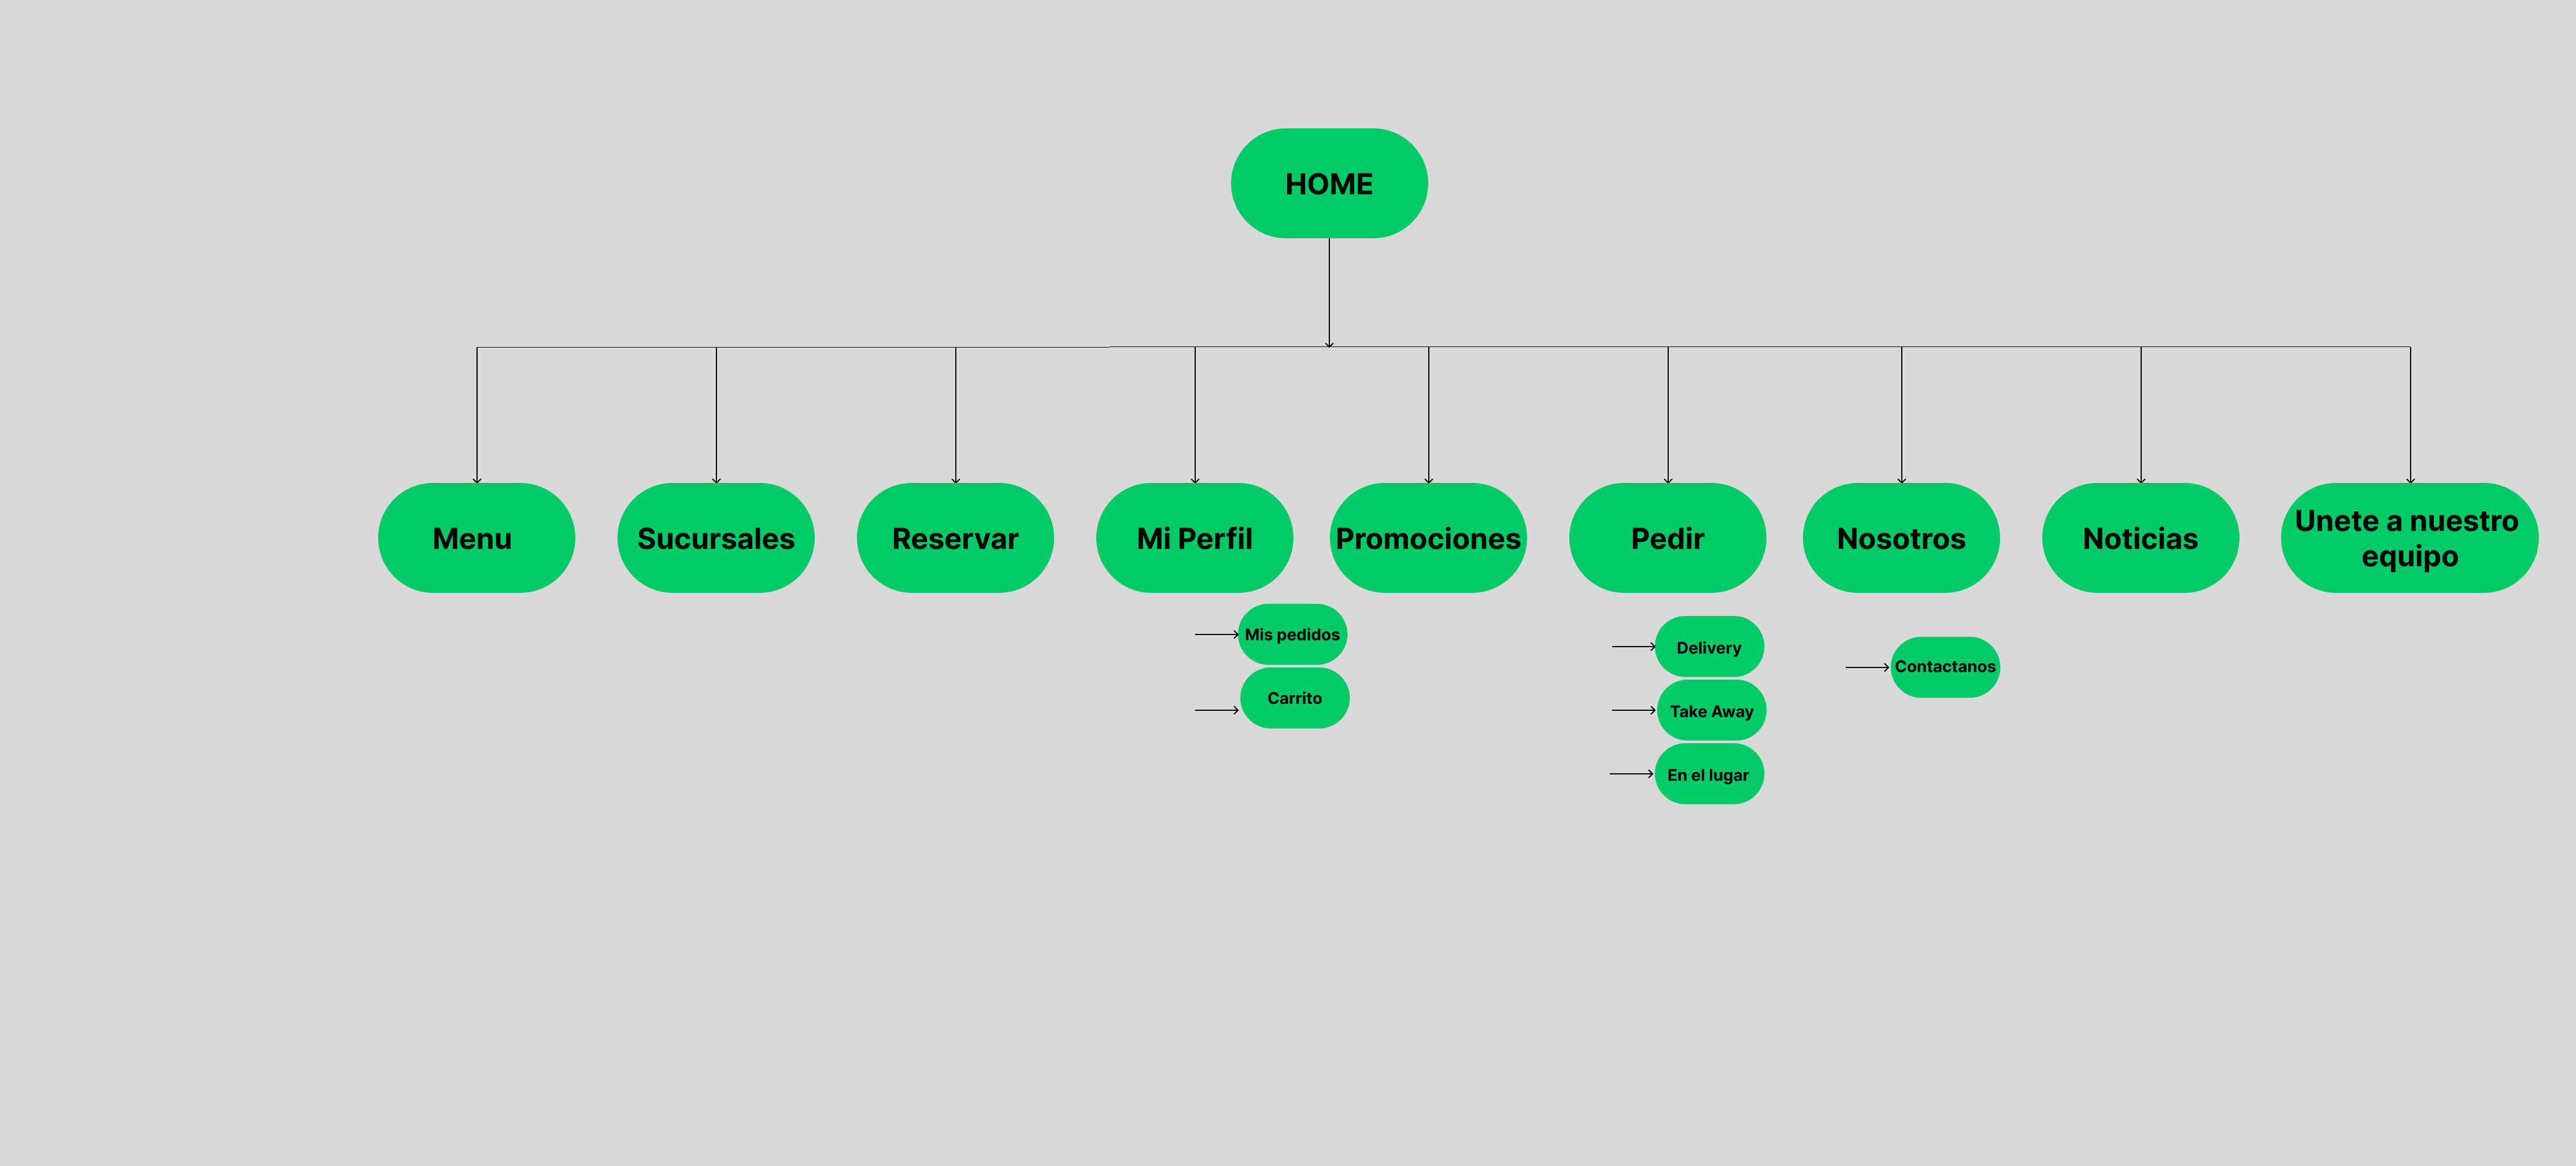 HOME
Menu
Sucursales
Reservar
Mi Perfil
Promociones
Pedir
Nosotros
Noticias
Unete a nuestro
equipo
Mis pedidos
Carrito
Delivery
Take Away
En el lugar
Contactanos